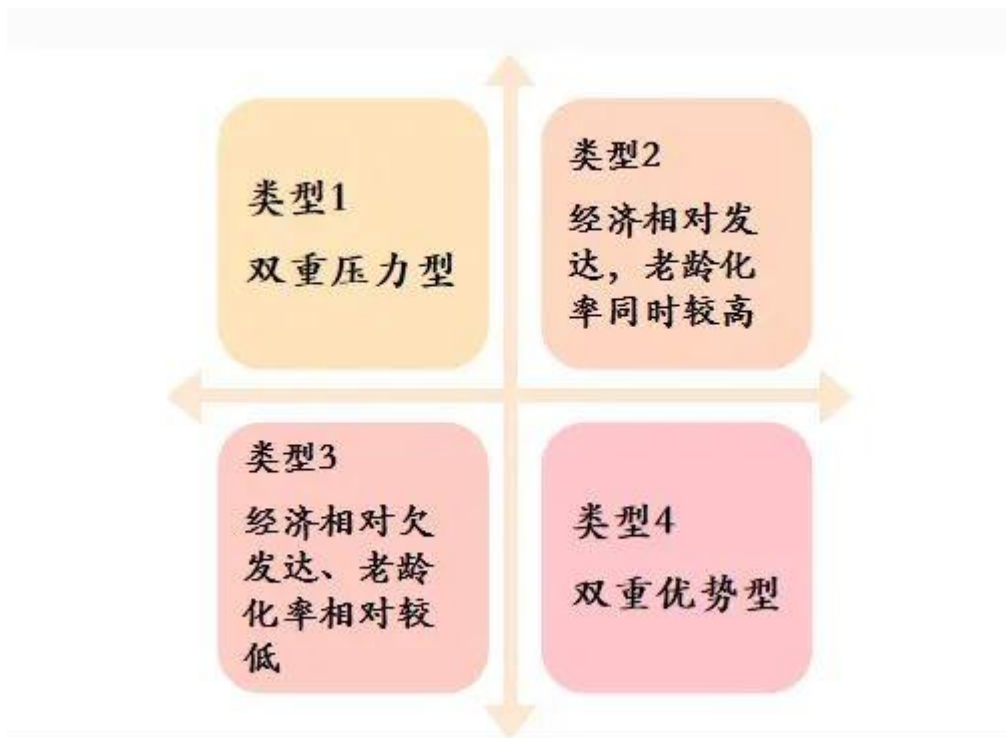 类型1
双重压力型
类型2
经济相对发
达，老龄化
率同时较高
类型3
经济相对欠
发达、老龄
化率相对较
低
类型4
双重优势型